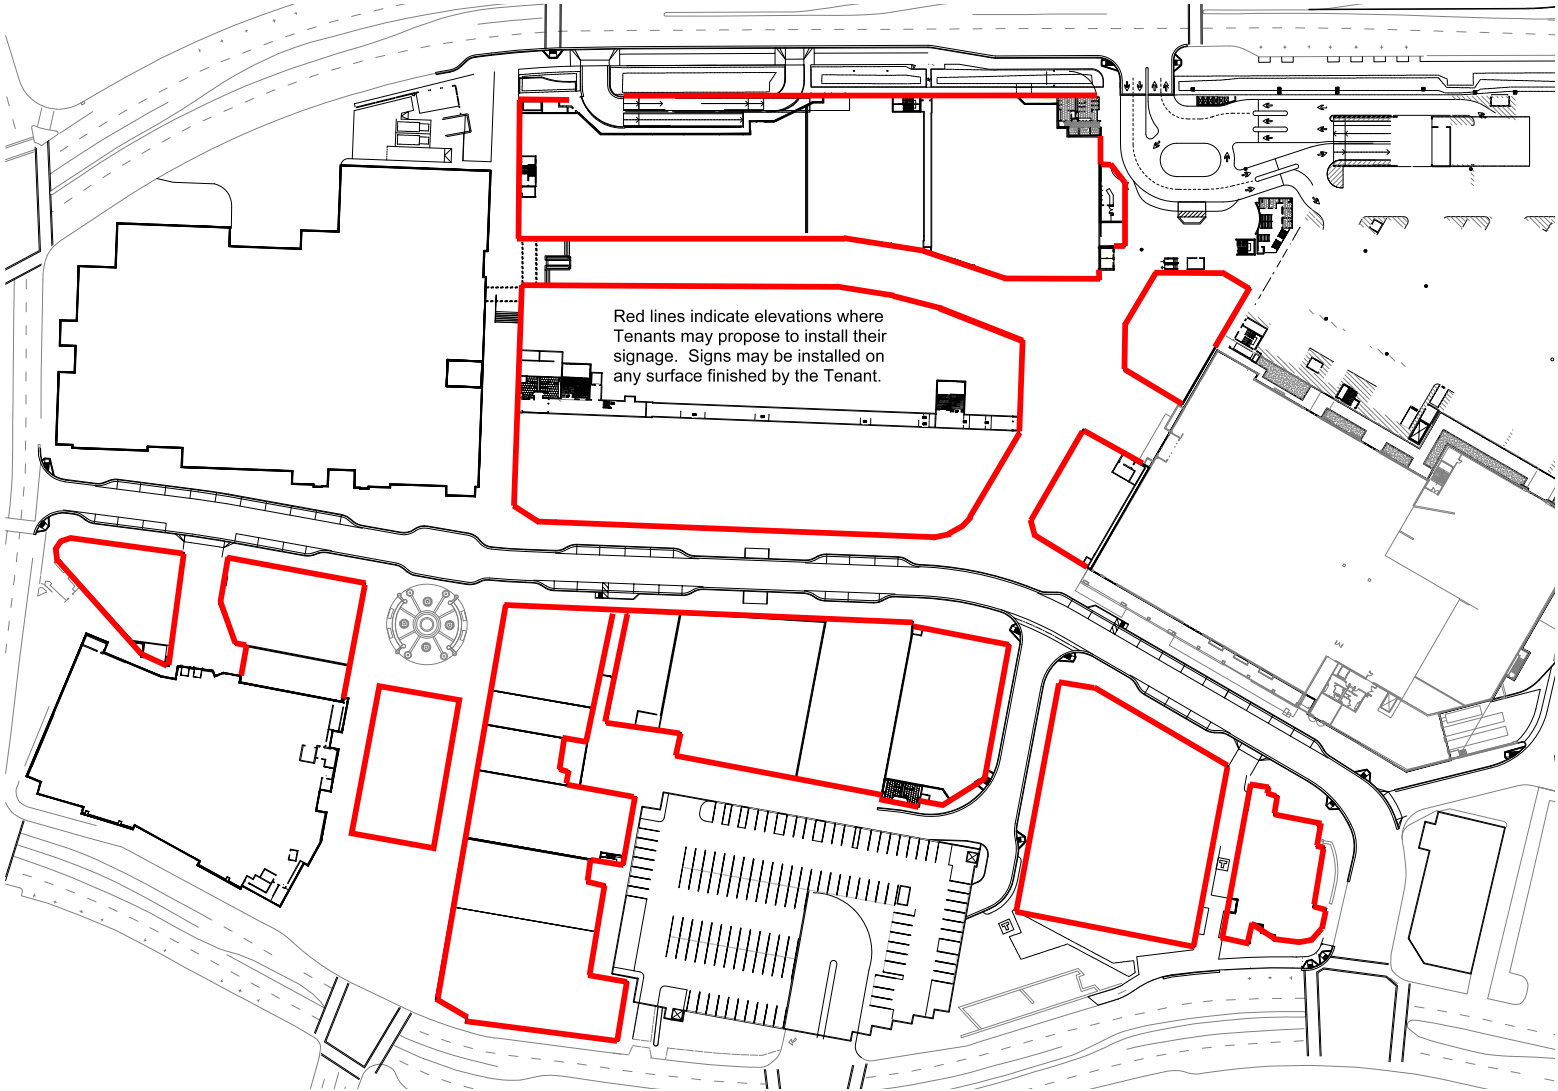 Red lines indicate elevations where
Tenants may propose to install their
signage.  Signs may be installed on
any surface finished by the Tenant.